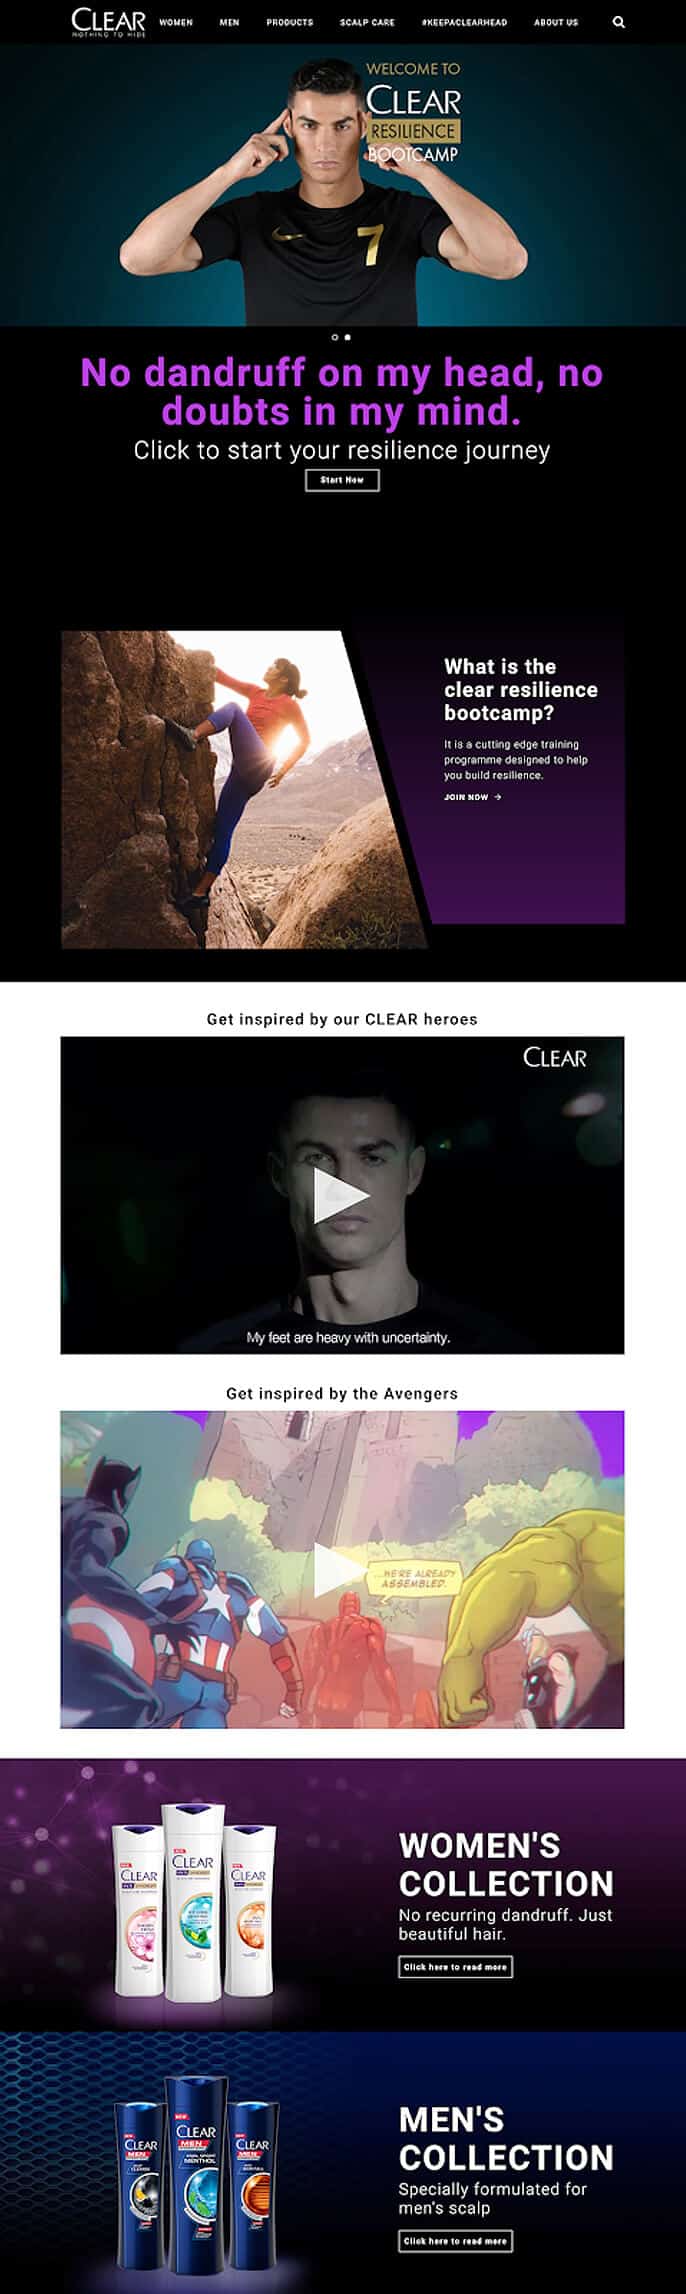 CLEAR
NOTHING TO HIDE
WOMEN MEN PRODUCTS SCALP CARE #KEEPACLEARHEAD ABOUT US
WELCOME TO
CLEAR
RESILIENCE
BOOTCAMP
7
No dandruff on my head, no
doubts in my mind.
Click to start your resilience journey
Start Now
What is the
clear resilience
bootcamp?
It is a cutting edge training
programme designed to help
you build resilience.
JOIN NOW →
Get inspired by our CLEAR heroes
CLEAR
My feet are heavy with uncertainty.
Get inspired by the Avengers
...WE'RE ALREADY
ASSEMBLED.
CLEAR
CLEAR
CLEAR
WOMEN'S
COLLECTION
No recurring dandruff. Just
beautiful hair.
Click here to read more
CLEAR
MEN
CLEAR
MEN
MENTHOL
CLEAR
MEN
MEN'S
COLLECTION
Specially formulated for
men's scalp
Click here to read more